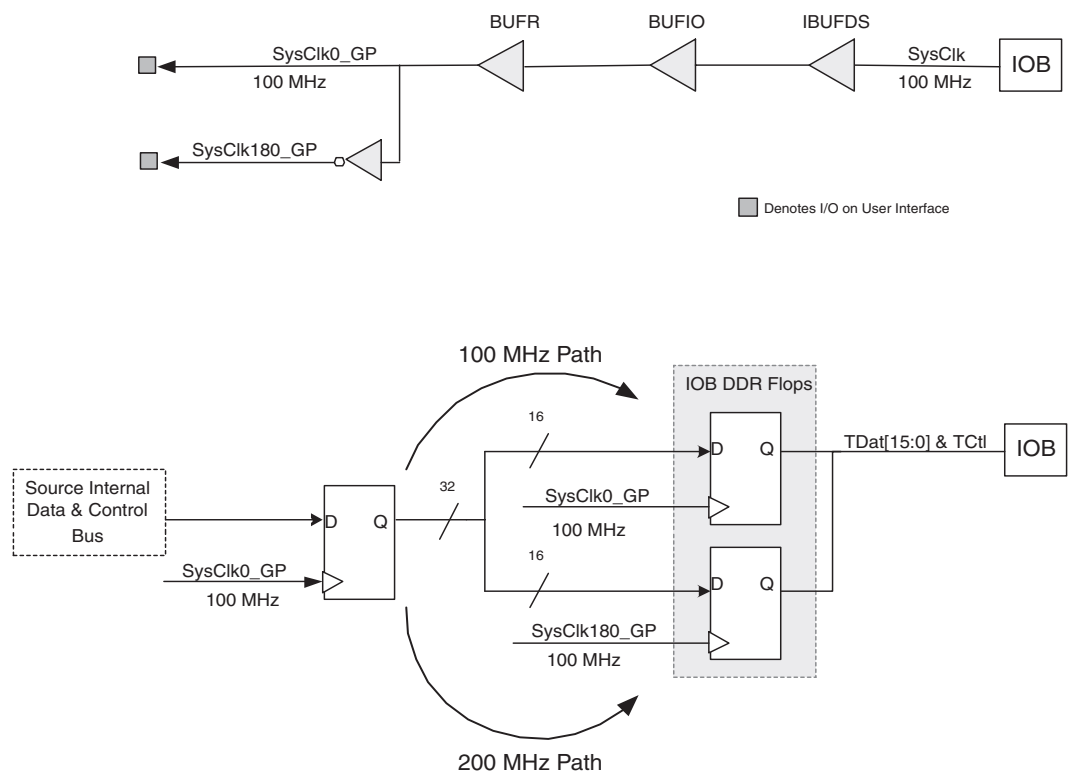 BUFR
BUFIO
IBUFDS
SysClk0_GP
100 MHz
SysClk
100 MHz
IOB
SysClk180_GP
Denotes I/O on User Interface
100 MHz Path
IOB DDR Flops
16
D
Q
TDat[15:0] & TCtl
IOB
Source Internal
Data & Control
Bus
32
D
Q
SysClk0_GP
100 MHz
SysClk0_GP
100 MHz
16
D
Q
SysClk180_GP
100 MHz
200 MHz Path